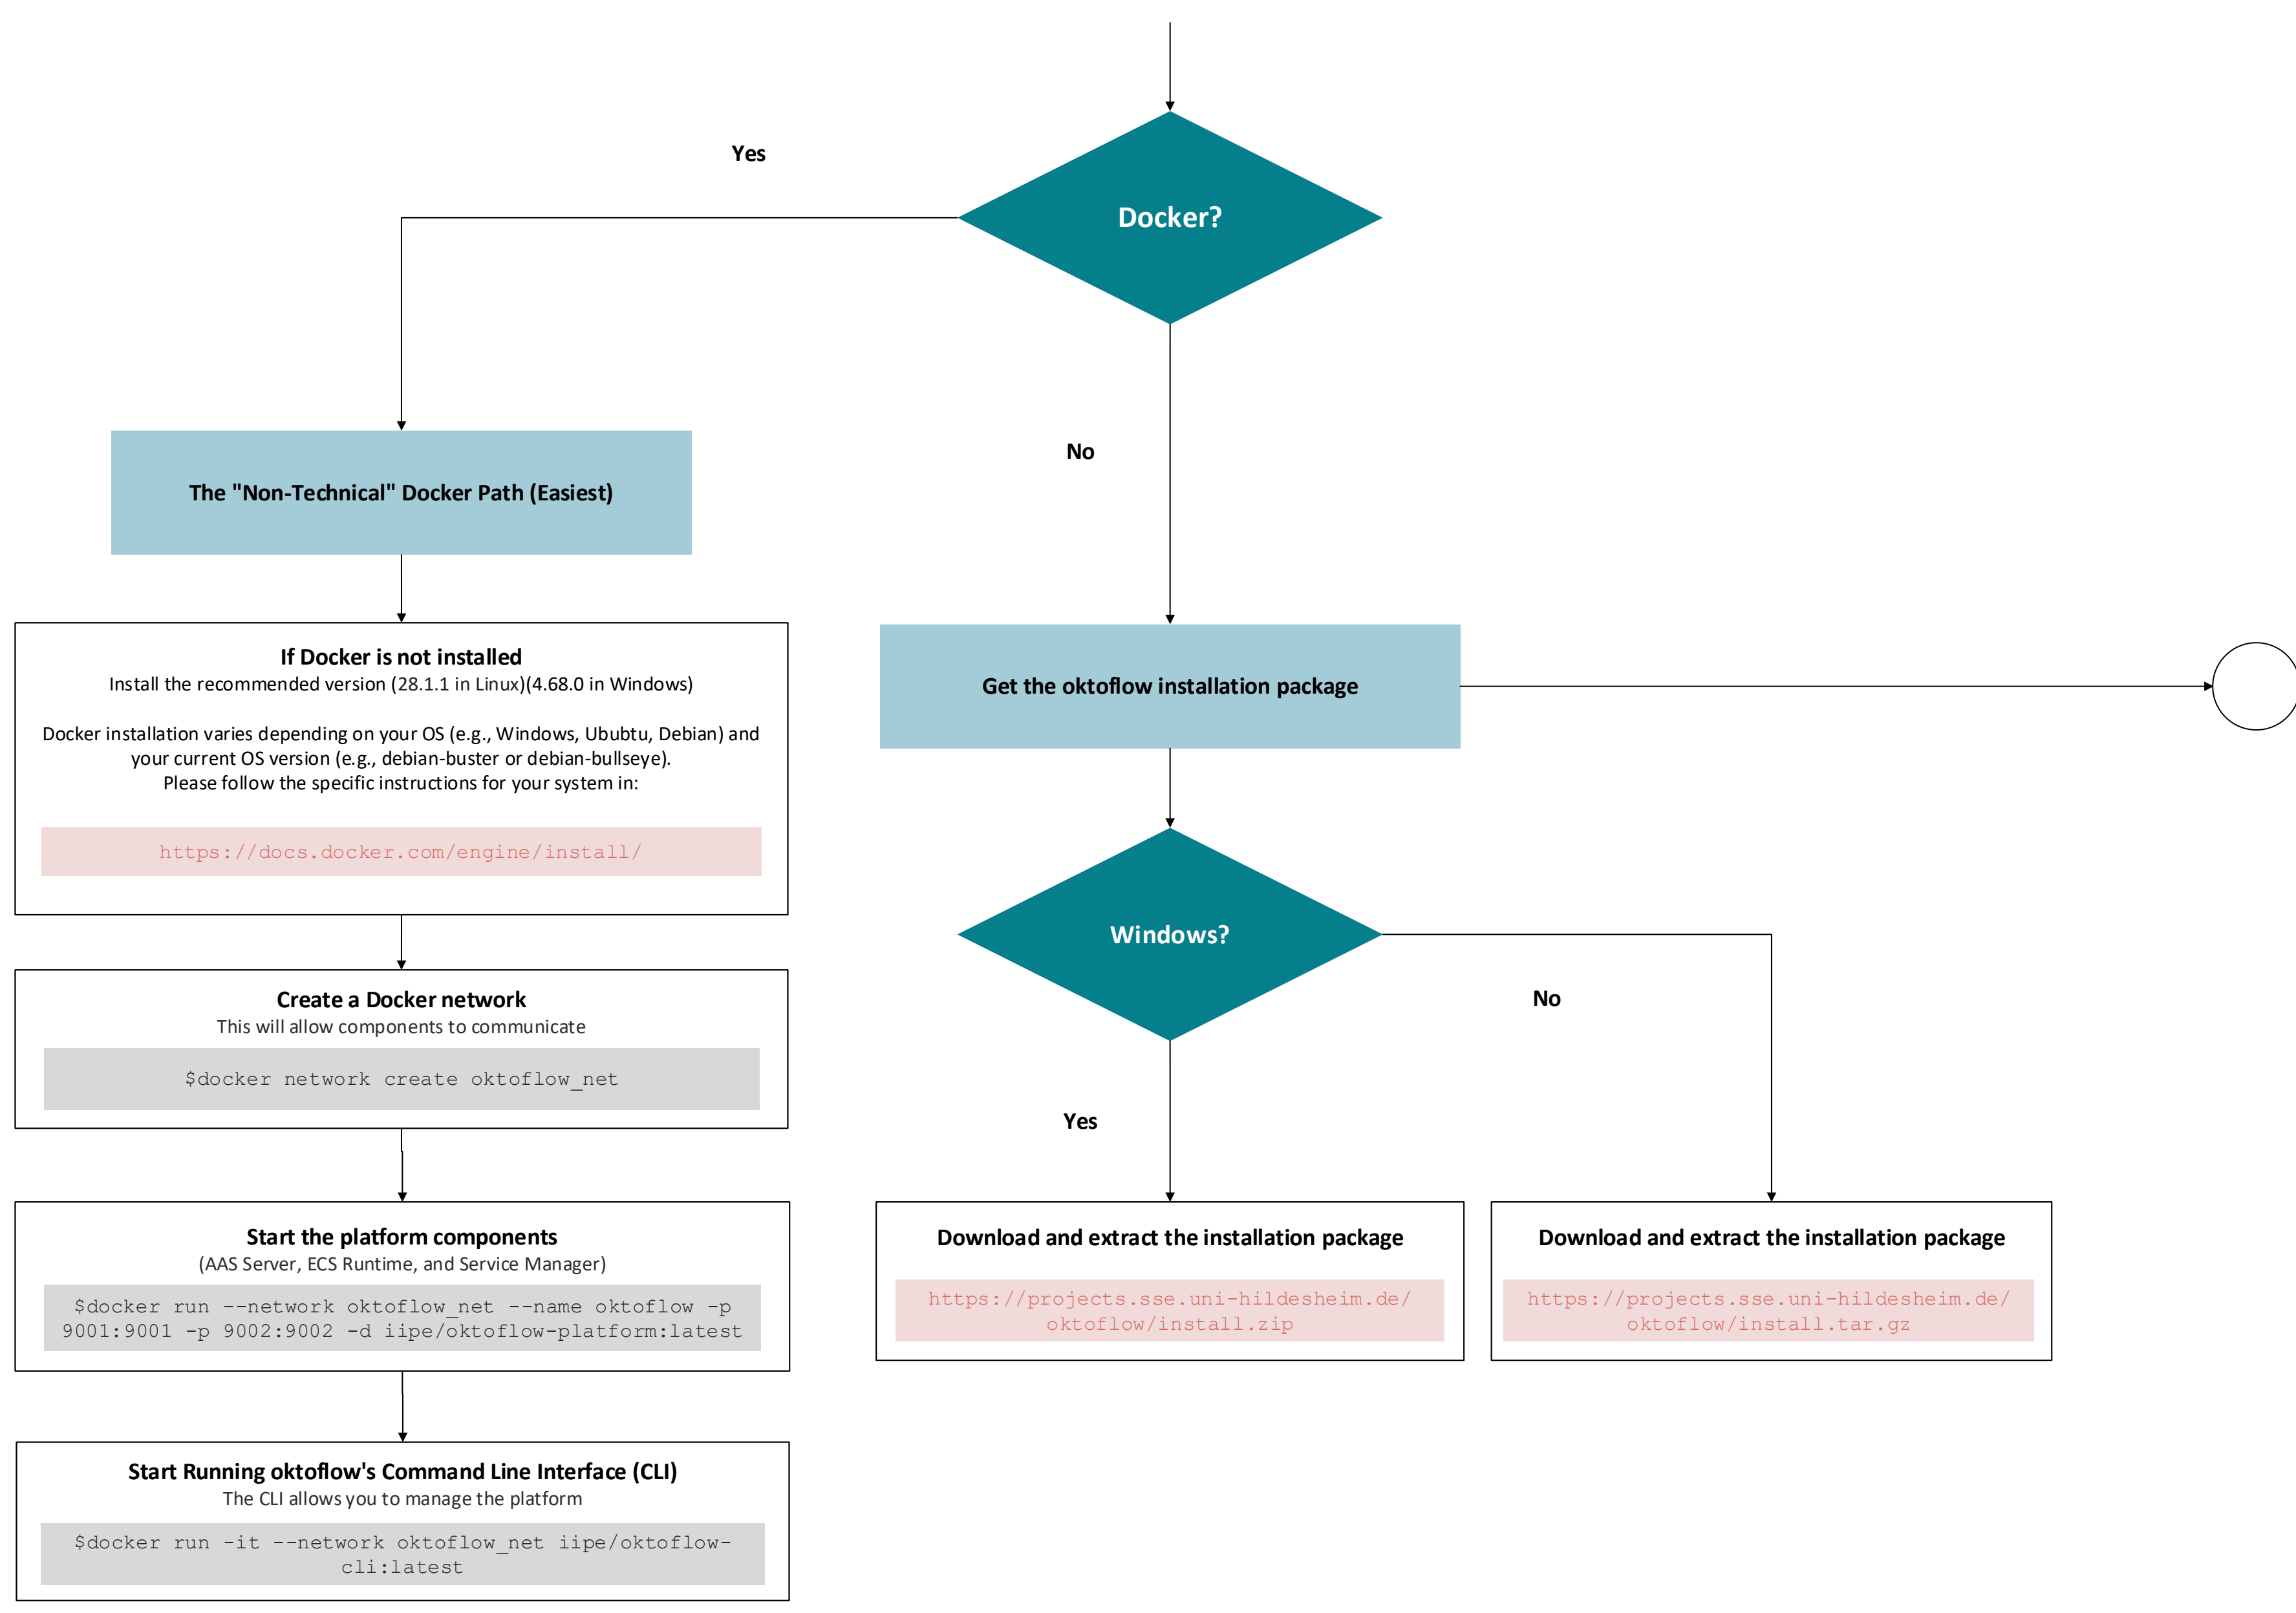 Yes
Docker?
No
The "Non-Technical" Docker Path (Easiest)
If Docker is not installed
Install the recommended version (28.1.1 in Linux)(4.68.0 in Windows)
Docker installation varies depending on your OS (e.g., Windows, Ububtu, Debian) and
your current OS version (e.g., debian-buster or debian-bullseye).
Please follow the specific instructions for your system in:
https://docs.docker.com/engine/install/
Create a Docker network
This will allow components to communicate
$docker network create oktoflow_net
Start the platform components
(AAS Server, ECS Runtime, and Service Manager)
$docker run --network oktoflow_net --name oktoflow -p
9001:9001 -p 9002:9002 -d iipe/oktoflow-platform:latest
Start Running oktoflow's Command Line Interface (CLI)
The CLI allows you to manage the platform
$docker run -it --network oktoflow_net iipe/oktoflow-
cli:latest
Get the oktoflow installation package
Windows?
No
Yes
Download and extract the installation package
https://projects.sse.uni-hildesheim.de/
oktoflow/install.zip
Download and extract the installation package
https://projects.sse.uni-hildesheim.de/
oktoflow/install.tar.gz